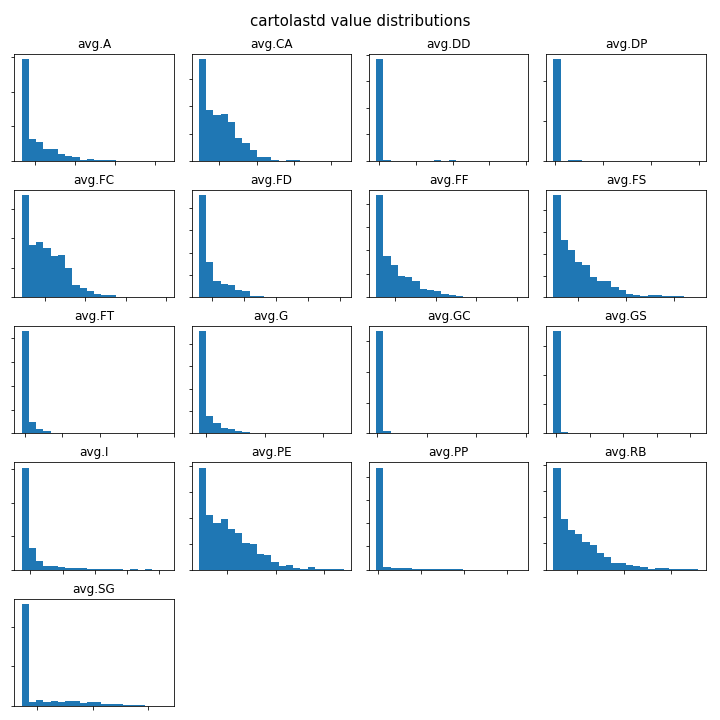 cartolastd value distributions
avg.A
avg.CA
avg.DD
avg.DP
avg.FC
avg.FD
avg.FF
avg.FS
avg.FT
avg.G
avg.GC
avg.GS
avg.I
avg.PE
avg.PP
avg.RB
avg.SG